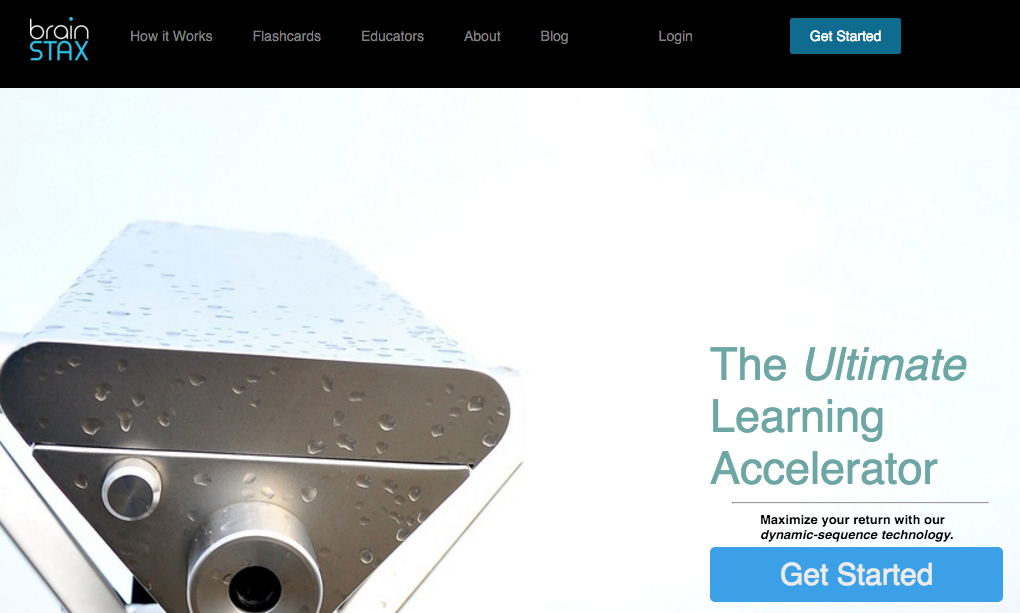 brain
STAX
How it Works Flashcards Educators About Blog Login Get Started
The Ultimate
Learning
Accelerator
Maximize your return with our
dynamic-sequence technology.
Get Started